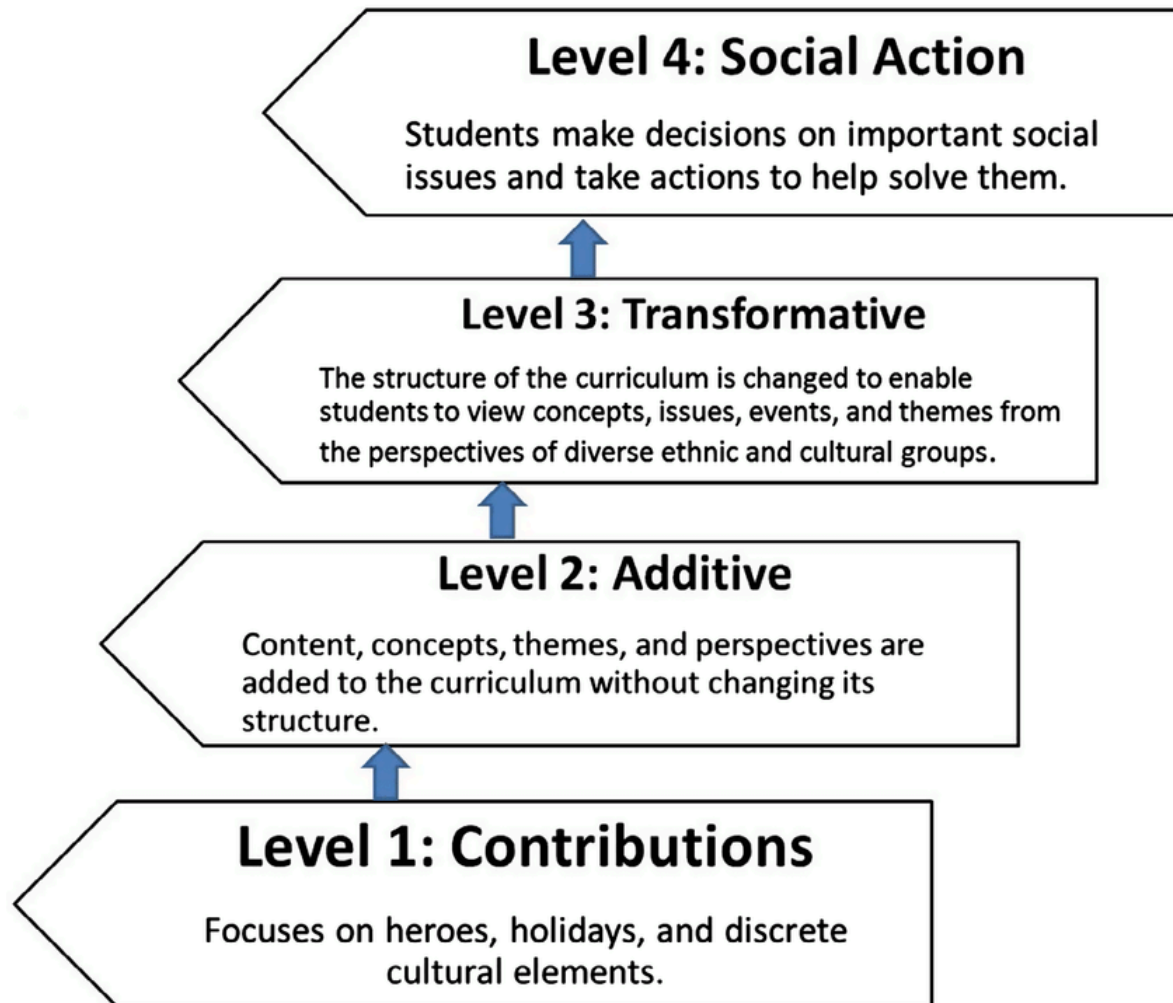 Level 4: Social Action
Students make decisions on important social
issues and take actions to help solve them.
Level 3: Transformative
The structure of the curriculum is changed to enable
students to view concepts, issues, events, and themes from
the perspectives of diverse ethnic and cultural groups.
Level 2: Additive
Content, concepts, themes, and perspectives are
added to the curriculum without changing its
structure.
Level 1: Contributions
Focuses on heroes, holidays, and discrete
cultural elements.